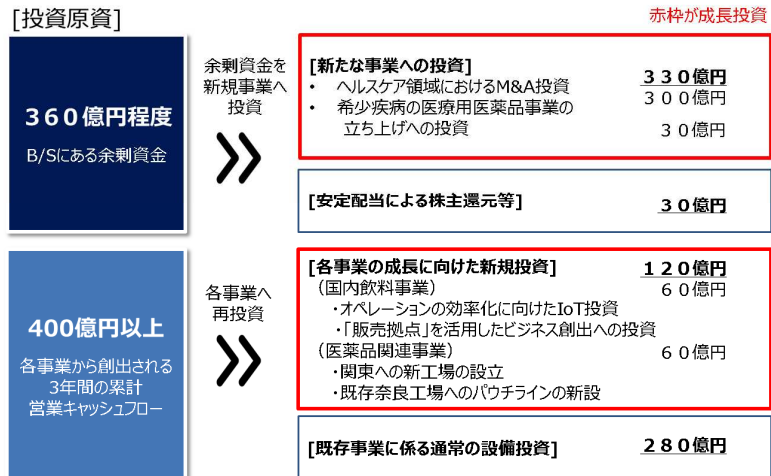 [投資原資]
赤枠が成長投資
360億円程度
B/Sにある余剰資金
余剰資金を
新規事業へ
投資
[新たな事業への投資] 330億円
・ ヘルスケア領域におけるM&A投資 300億円
・ 希少疾病の医療用医薬品事業の
立ち上げへの投資 30億円
[安定配当による株主還元等] 30億円
400億円以上
各事業から創出される
3年間の累計
営業キャッシュフロー
各事業へ
再投資
[各事業の成長に向けた新規投資] 120億円
（国内飲料事業） 60億円
・オペレーションの効率化に向けたIoT投資
・「販売拠点」を活用したビジネス創出への投資
（医薬品関連事業） 60億円
・関東への新工場の設立
・既存奈良工場へのパウチラインの新設
[既存事業に係る通常の設備投資] 280億円